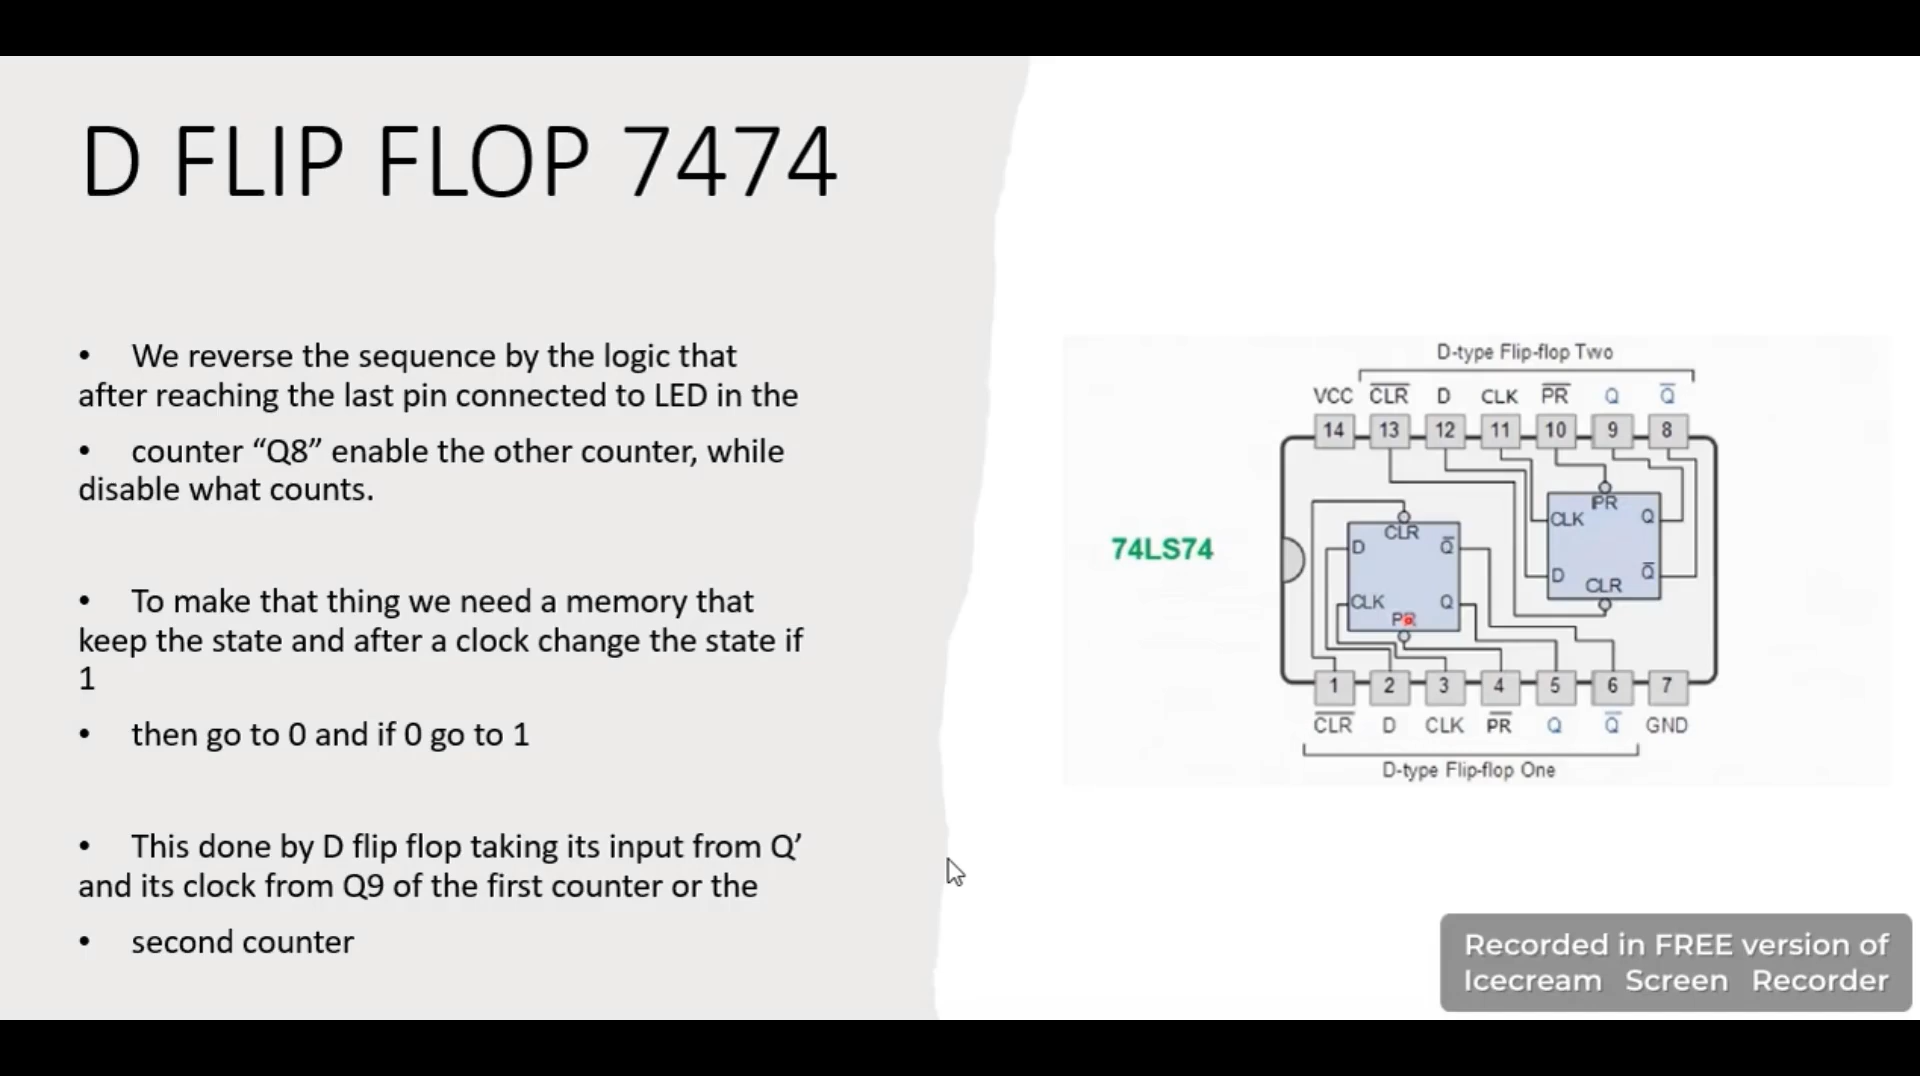 D FLIP FLOP 7474
• We reverse the sequence by the logic that
after reaching the last pin connected to LED in the
• counter “Q8” enable the other counter, while
disable what counts.
• To make that thing we need a memory that
keep the state and after a clock change the state if
1
• then go to 0 and if 0 go to 1
• This done by D flip flop taking its input from Q’
and its clock from Q9 of the first counter or the
• second counter
D-type Flip-flop Two
VCC C̅L̅R̅ D CLK P̅R̅ Q Q̅
14 13 12 11 10 9 8
74LS74
PR
CLK Q
CLR
D Q̅
D Q̅
CLR
CLK Q
PR
1 2 3 4 5 6 7
C̅L̅R̅ D CLK P̅R̅ Q Q̅ GND
D-type Flip-flop One
Recorded in FREE version of
Icecream Screen Recorder